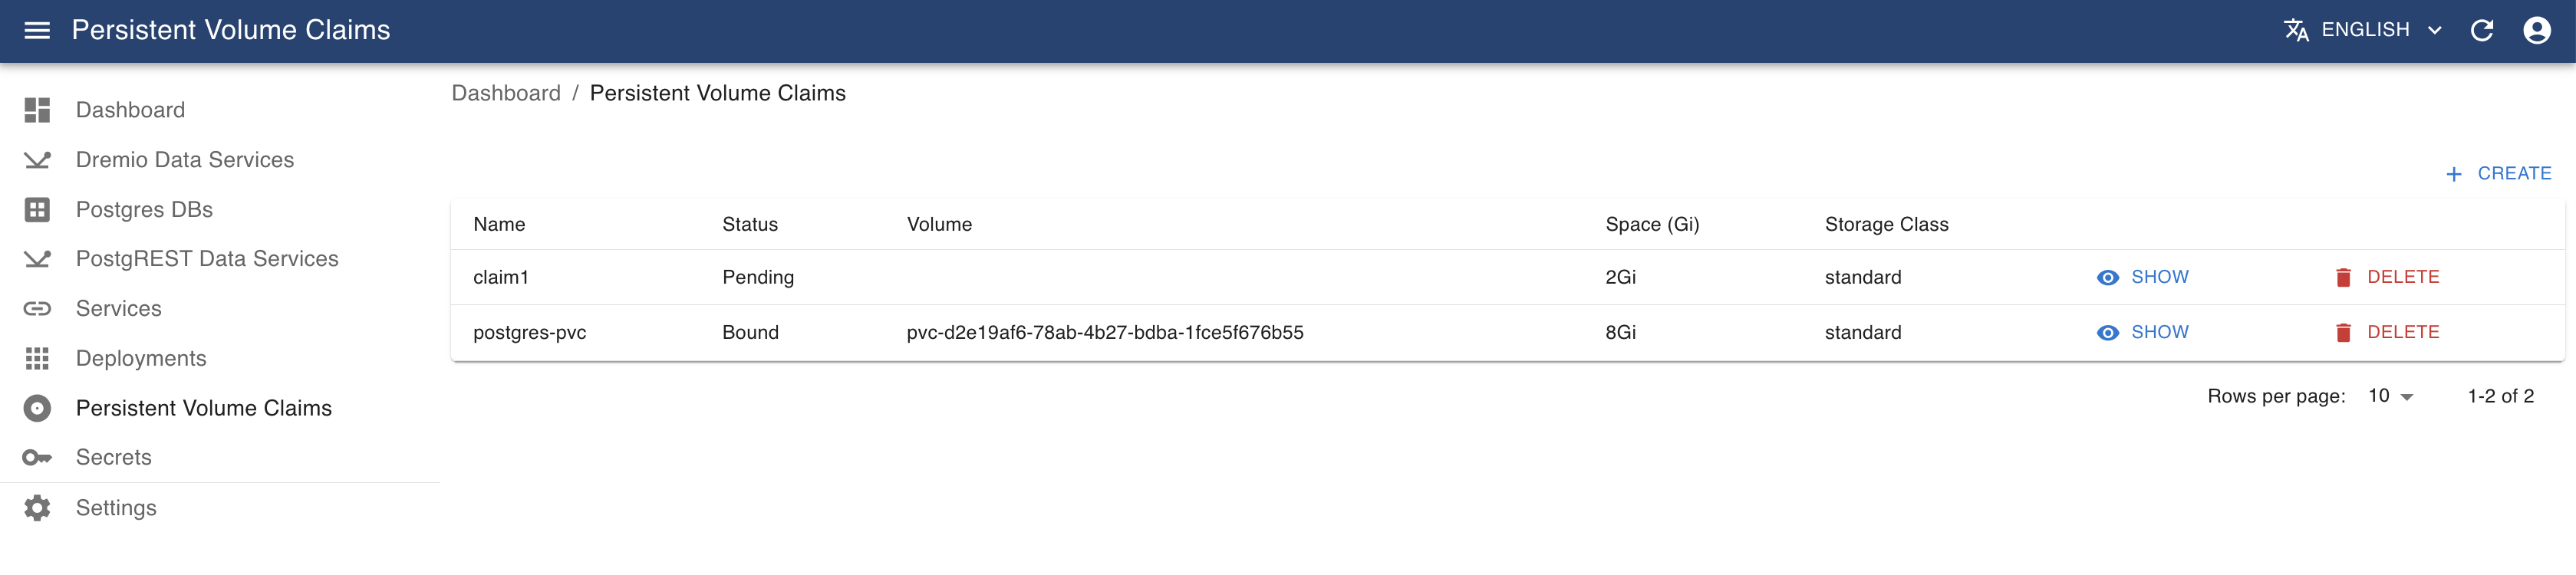 Persistent Volume Claims
ENGLISH
Dashboard
Dremio Data Services
Postgres DBs
PostgREST Data Services
Services
Deployments
Persistent Volume Claims
Secrets
Settings
Dashboard / Persistent Volume Claims
+ CREATE
Name Status Volume Space (Gi) Storage Class
claim1 Pending 2Gi standard SHOW DELETE
postgres-pvc Bound pvc-d2e19af6-78ab-4b27-bdba-1fce5f676b55 8Gi standard SHOW DELETE
Rows per page: 10 1-2 of 2